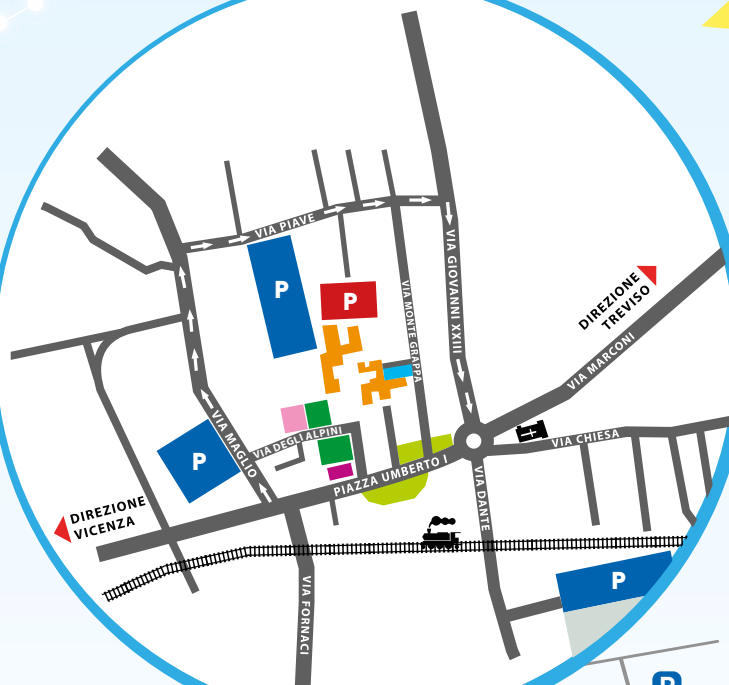 VIA PIAVE
P
P
VIA MONTE GRAPPA
VIA GIOVANNI XXIII
DIREZIONE
TREVISO
VIA MARCONI
VIA MAGLIO
VIA DEGLI ALPINI
P
PIAZZA UMBERTO I
VIA CHIESA
DIREZIONE
VICENZA
VIA DANTE
VIA FORNACI
P
P